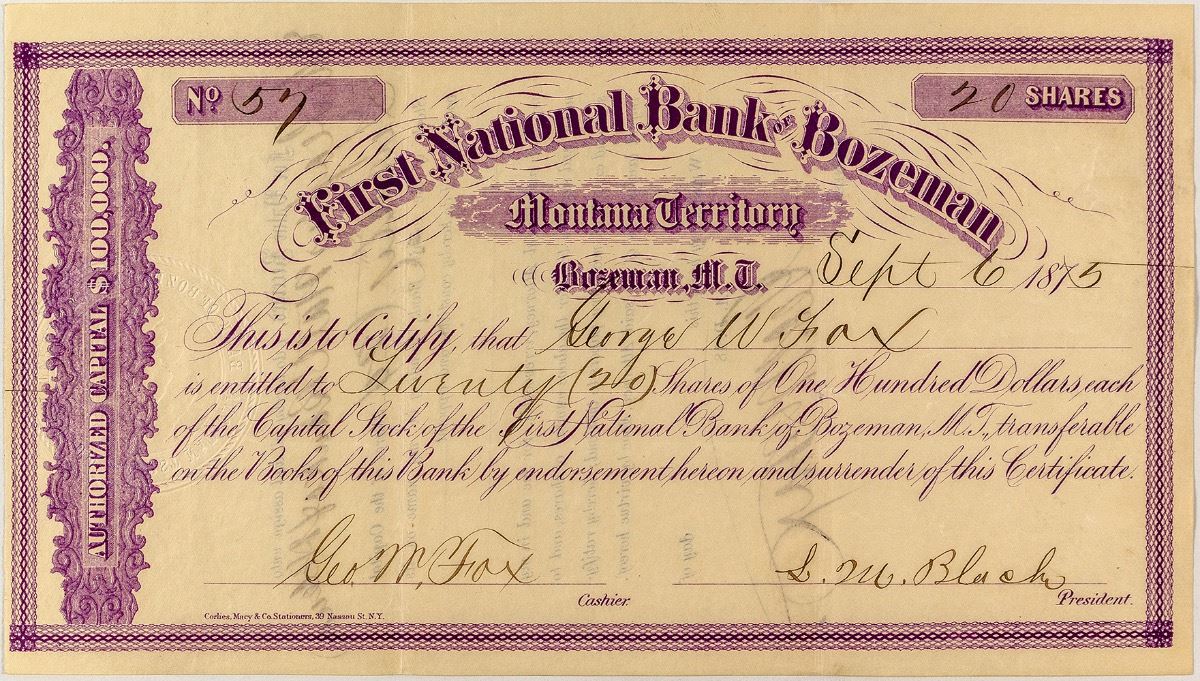 No. 57
20 SHARES
First National Bank OF Bozeman
Montana Territory
Bozeman, M.T. Sept 6 1875
AUTHORIZED CAPITAL $100,000.
This is to Certify, that George W Fox
is entitled to Twenty (20) Shares of One Hundred Dollars each
of the Capital Stock of the First National Bank of Bozeman, M.T., transferable
on the Books of this Bank by endorsement hereon and surrender of this Certificate.
Geo. W. Fox
Cashier.
L. M. Black
President.
Corlies, Macy & Co. Stationers, 39 Nassau St. N.Y.